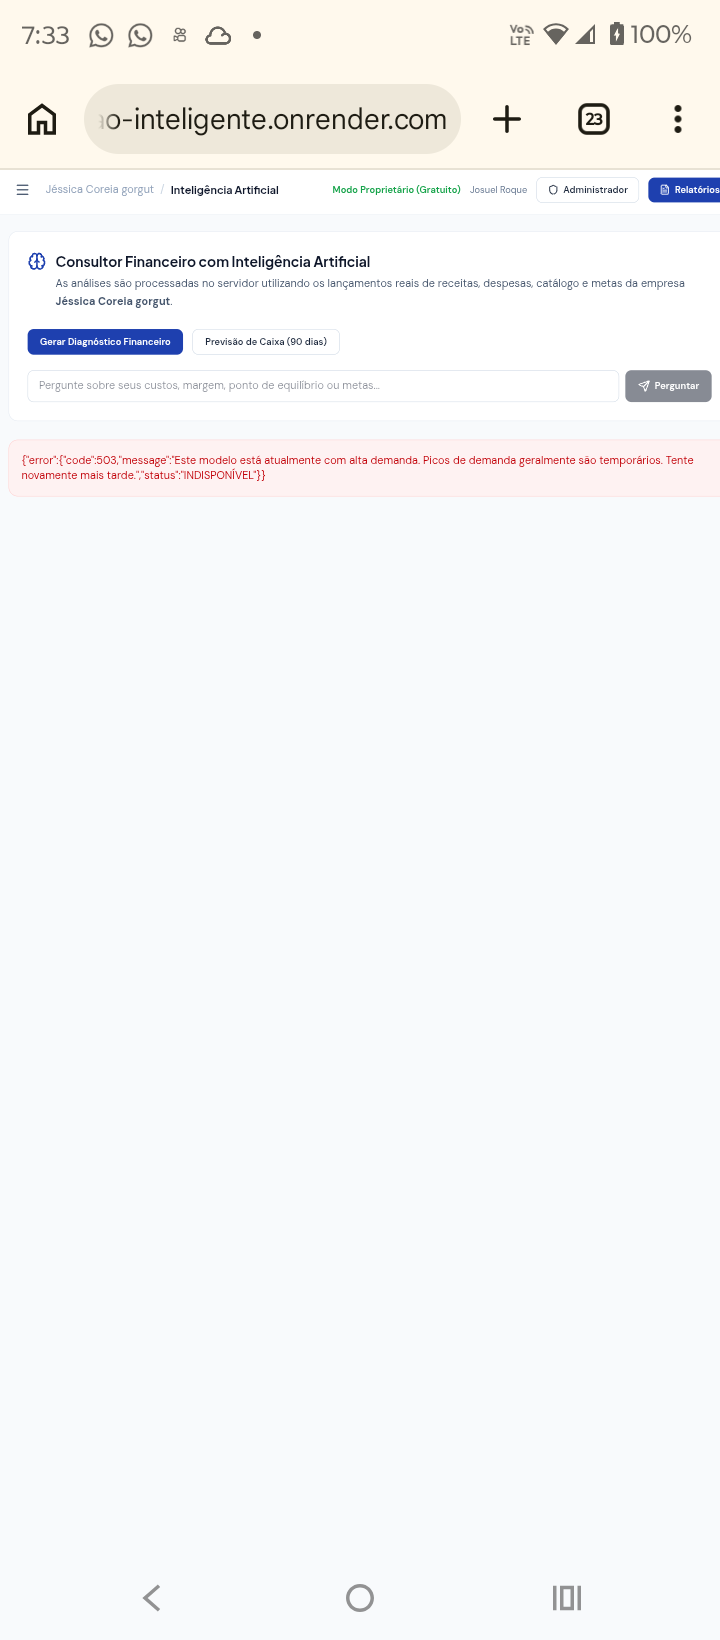 7:33
Vo LTE
100%
o-inteligente.onrender.com
23
Jéssica Coreia gorgut / Inteligência Artificial
Modo Proprietário (Gratuito)
Josuel Roque
Administrador
Relatórios
Consultor Financeiro com Inteligência Artificial
As análises são processadas no servidor utilizando os lançamentos reais de receitas, despesas, catálogo e metas da empresa
Jéssica Coreia gorgut.
Gerar Diagnóstico Financeiro
Previsão de Caixa (90 dias)
Pergunte sobre seus custos, margem, ponto de equilíbrio ou metas...
Perguntar
{"error":{"code":503,"message":"Este modelo está atualmente com alta demanda. Picos de demanda geralmente são temporários. Tente
novamente mais tarde.","status":"INDISPONÍVEL"}}